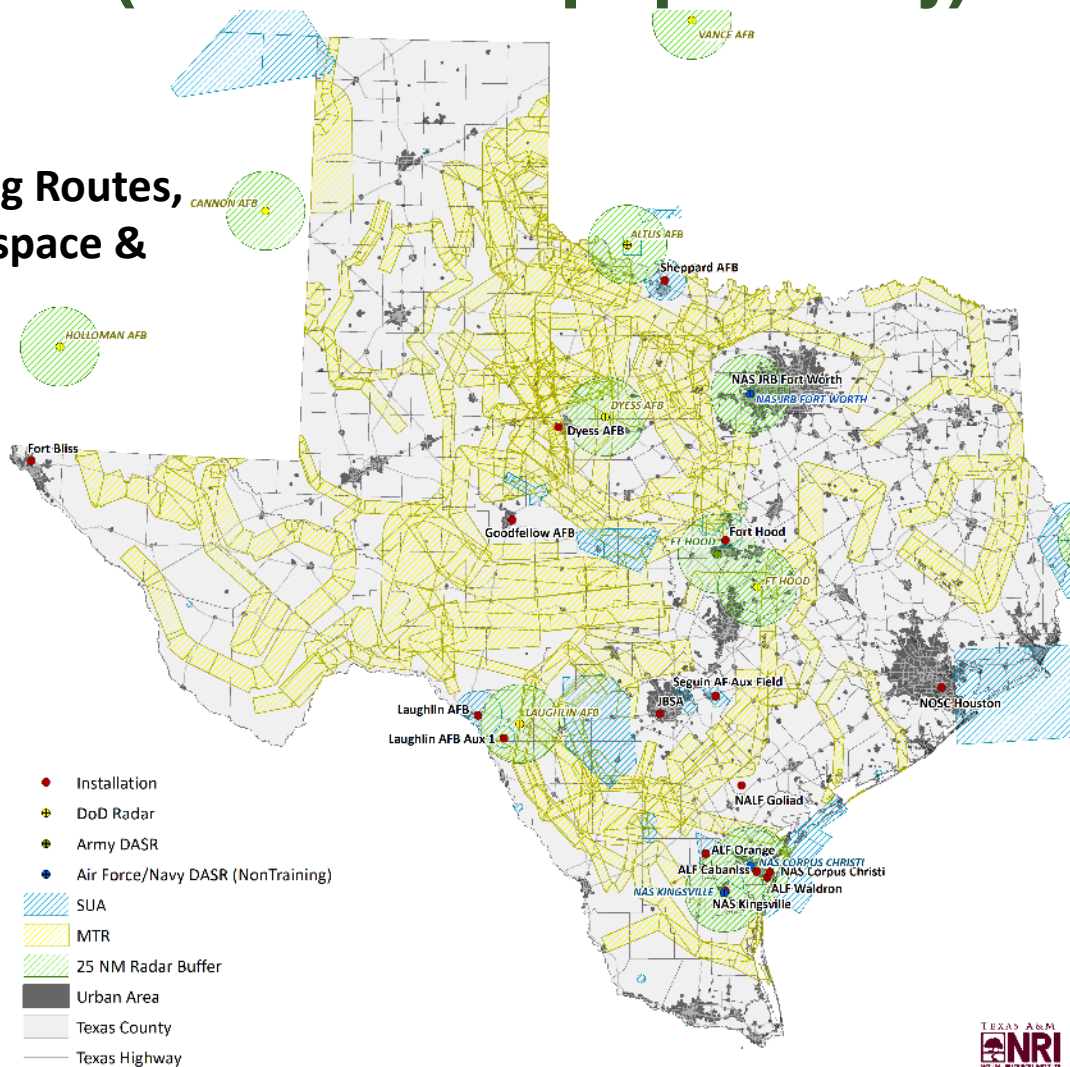 VANCE AFB
g Routes,
space &
CANNON AFB
ALTUS AFB
Sheppard AFB
HOLLOMAN AFB
NAS JRB Fort Worth
NAS JRB FORT WORTH
DYESS AFB
Dyess AFB
Fort Bliss
Goodfellow AFB
Fort Hood
FT HOOD
FT HOOD
Seguin AF Aux Field
JBSA
NOSC Houston
Laughlin AFB
LAUGHLIN AFB
Laughlin AFB Aux 1
NALF Goliad
ALF Orange
NAS CORPUS CHRISTI
ALF Cabaniss
NAS Corpus Christi
ALF Waldron
NAS KINGSVILLE
NAS Kingsville
Installation
DoD Radar
Army DASR
Air Force/Navy DASR (NonTraining)
SUA
MTR
25 NM Radar Buffer
Urban Area
Texas County
Texas Highway
TEXAS A&M
NRI